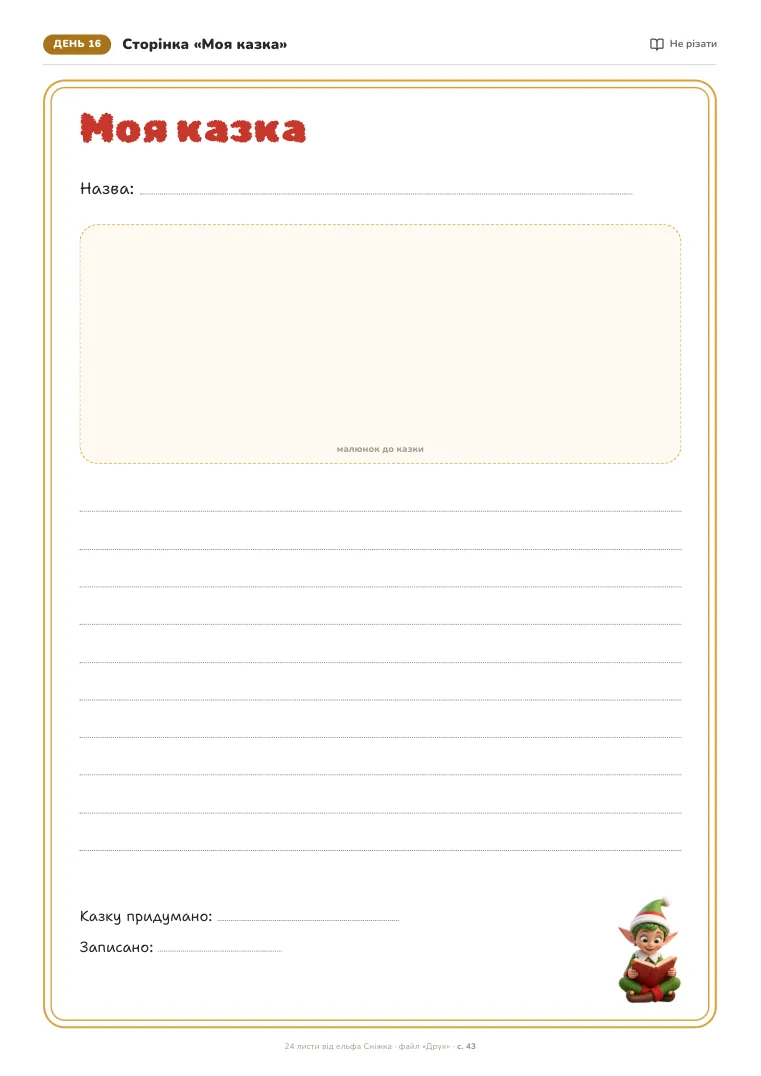 ДЕНЬ 16 Сторінка «Моя казка» Не різати
Моя казка
Назва:
малюнок до казки
Казку придумано:
Записано:
24 листи від ельфа Сніжка · файл «Друк» · с. 43